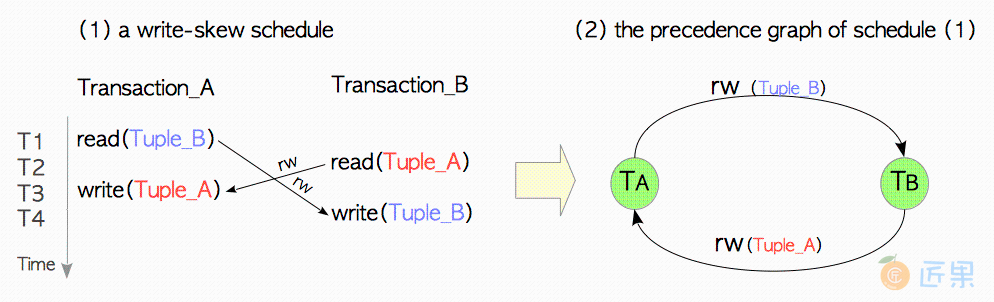 (1) a write-skew schedule
(2) the precedence graph of schedule (1)
Transaction_A
Transaction_B
T1
read(Tuple_B)
T2
read(Tuple_A)
T3
write(Tuple_A)
T4
write(Tuple_B)
Time
rw
rw
rw (Tuple_B)
TA
TB
rw(Tuple_A)
匠果